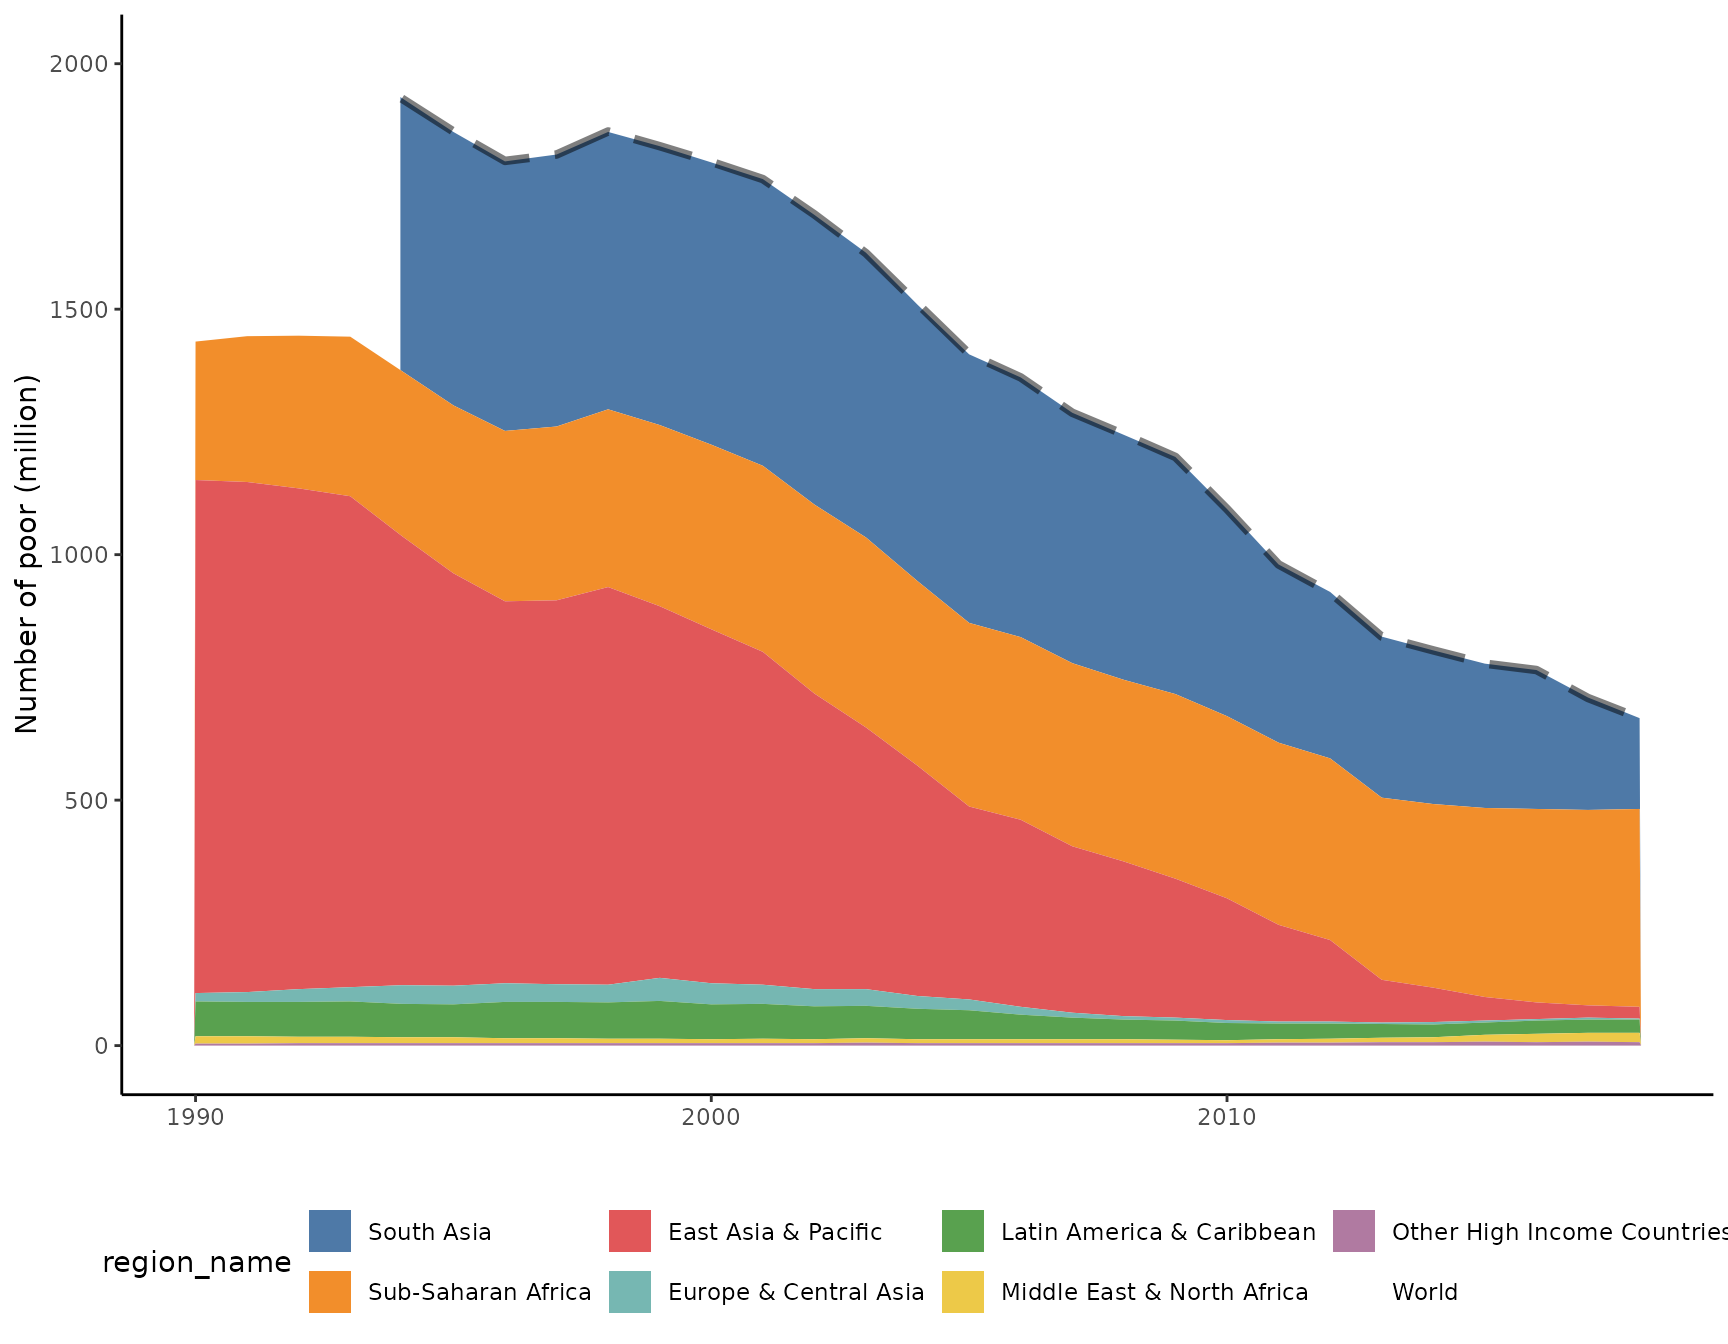 2000
1500
1000
500
0
Number of poor (million)
1990
2000
2010
region_name
South Asia
East Asia & Pacific
Latin America & Caribbean
Other High Income Countries
Sub-Saharan Africa
Europe & Central Asia
Middle East & North Africa
World